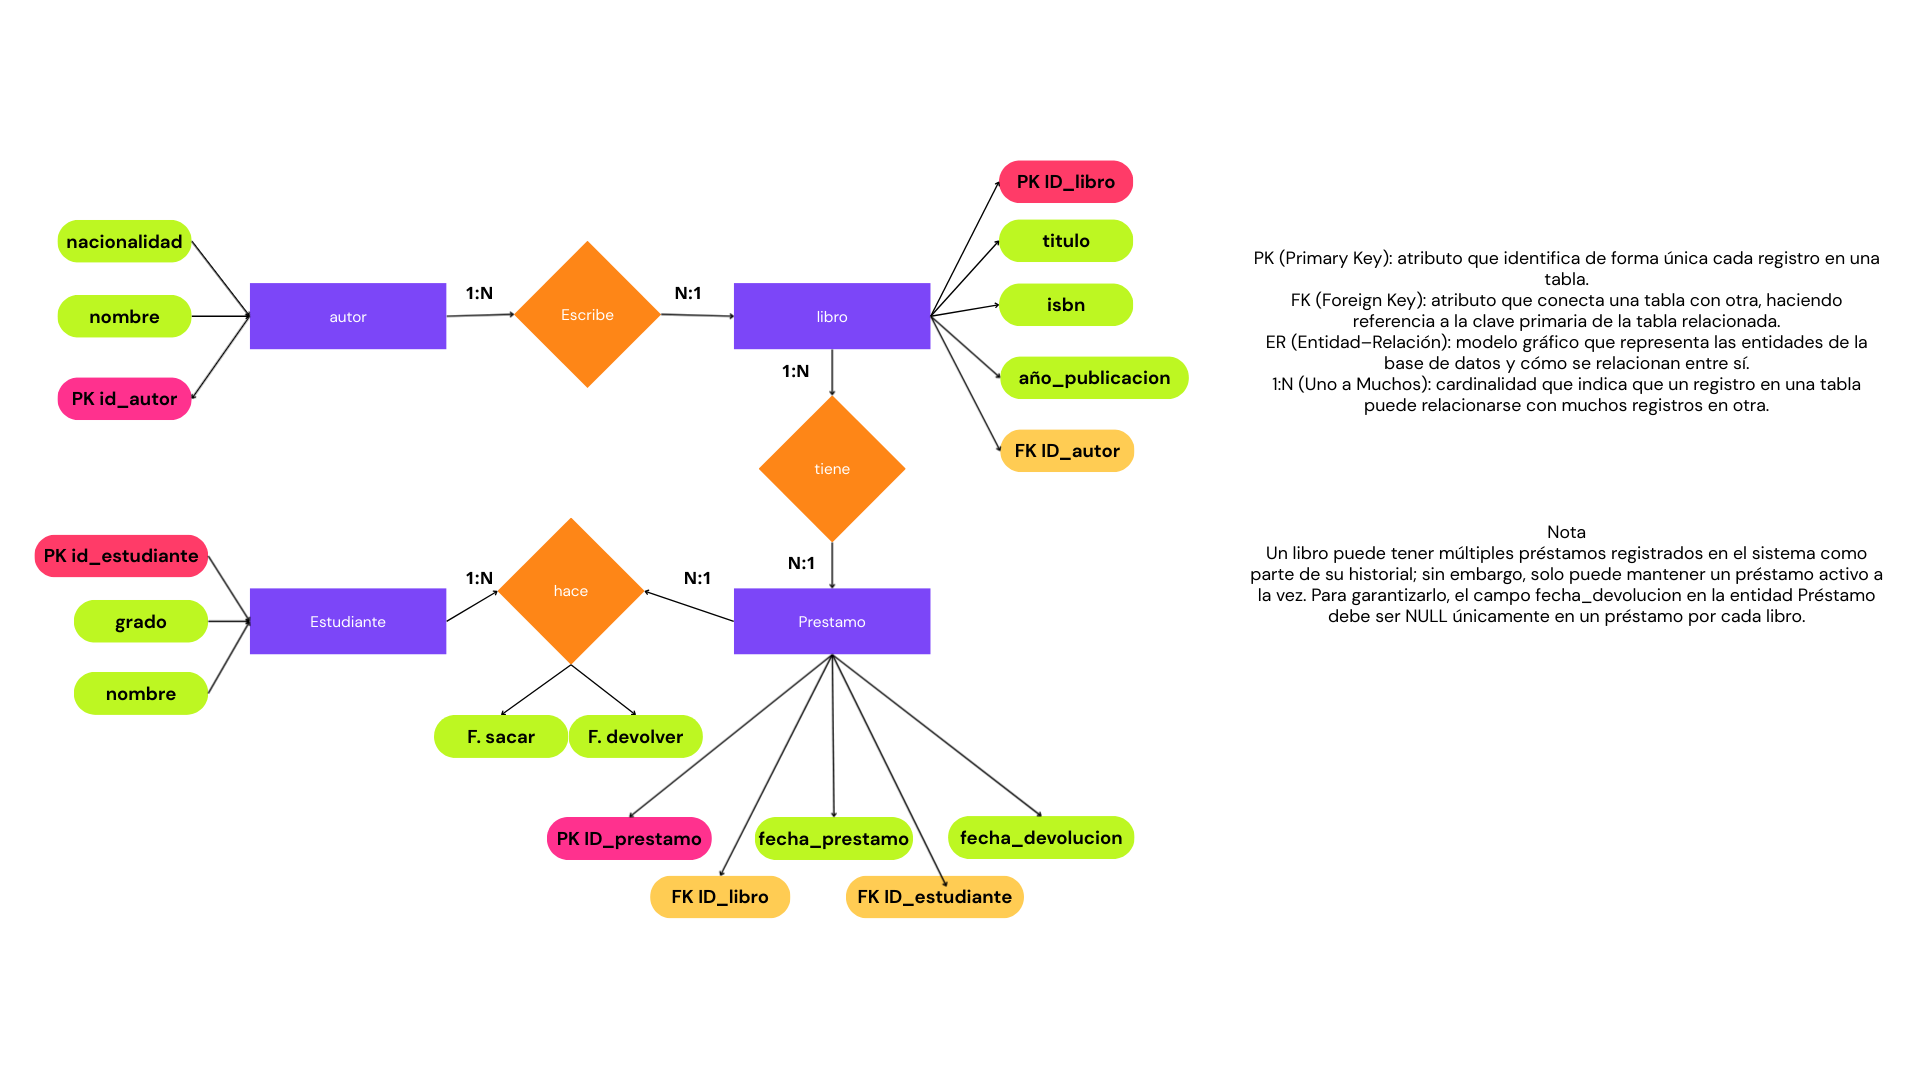 PK ID_libro
nacionalidad
titulo
1:N
N:1
isbn
nombre
autor
Escribe
libro
1:N
año_publicacion
PK id_autor
FK ID_autor
tiene
PK id_estudiante
1:N
N:1
N:1
hace
grado
Estudiante
Prestamo
nombre
F. sacar
F. devolver
PK ID_prestamo
fecha_prestamo
fecha_devolucion
FK ID_libro
FK ID_estudiante
PK (Primary Key): atributo que identifica de forma única cada registro en una
tabla.
FK (Foreign Key): atributo que conecta una tabla con otra, haciendo
referencia a la clave primaria de la tabla relacionada.
ER (Entidad–Relación): modelo gráfico que representa las entidades de la
base de datos y cómo se relacionan entre sí.
1:N (Uno a Muchos): cardinalidad que indica que un registro en una tabla
puede relacionarse con muchos registros en otra.
Nota
Un libro puede tener múltiples préstamos registrados en el sistema como
parte de su historial; sin embargo, solo puede mantener un préstamo activo a
la vez. Para garantizarlo, el campo fecha_devolucion en la entidad Préstamo
debe ser NULL únicamente en un préstamo por cada libro.